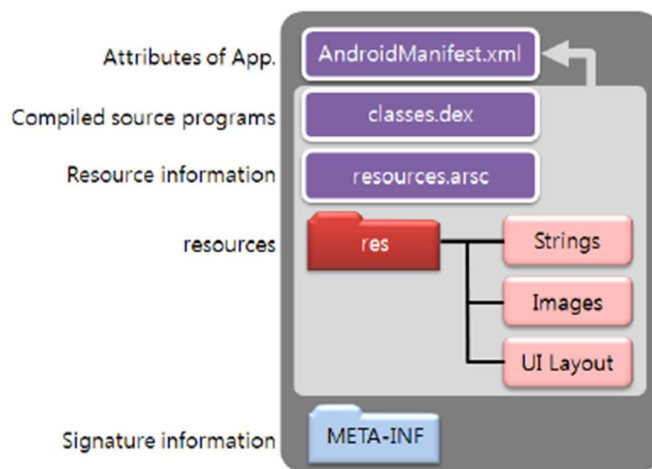 Attributes of App.
AndroidManifest.xml
Compiled source programs
classes.dex
Resource information
resources.arsc
resources
res
Strings
Images
UI Layout
Signature information
META-INF